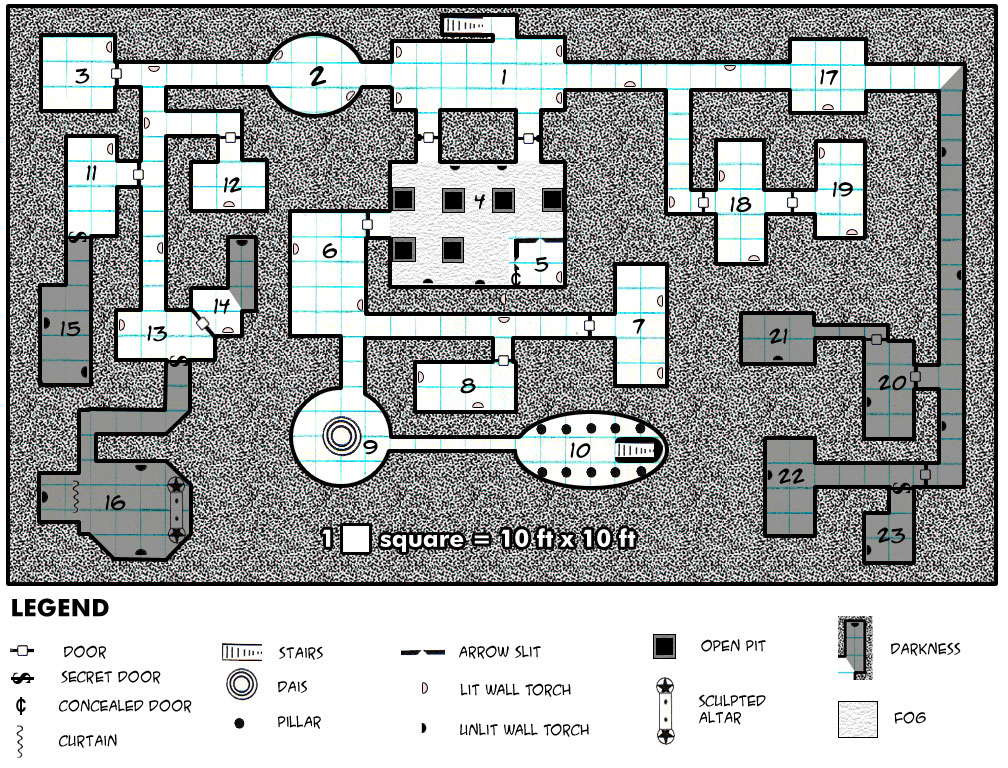 1
2
3
17
11
12
4
18
19
6
5
14
15
13
7
21
8
20
9
10
22
16
23
1 square = 10 ft x 10 ft
LEGEND
DOOR
SECRET DOOR
CONCEALED DOOR
CURTAIN
STAIRS
DAIS
PILLAR
ARROW SLIT
LIT WALL TORCH
UNLIT WALL TORCH
OPEN PIT
SCULPTED
ALTAR
DARKNESS
FOG